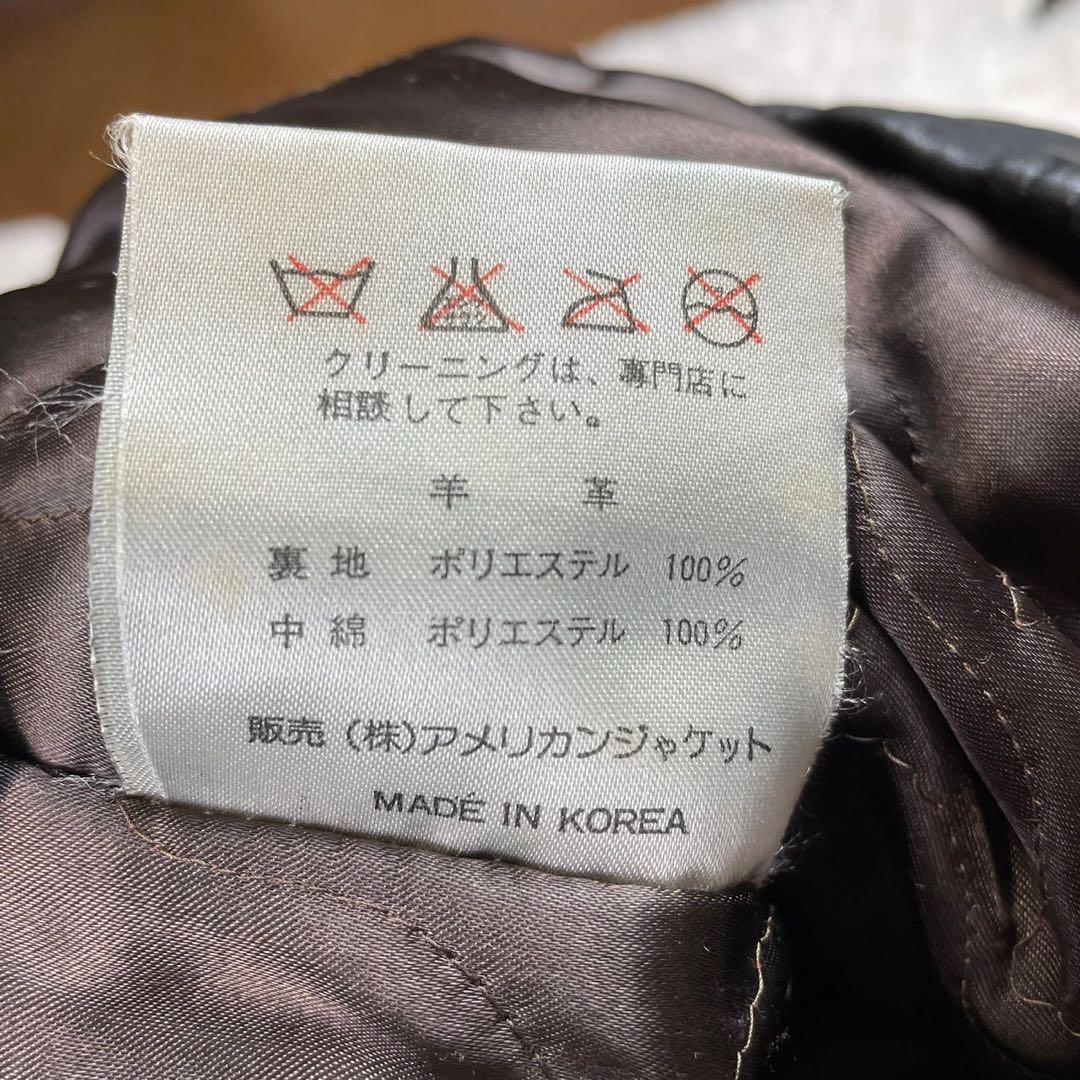 クリーニングは、専門店に
相談して下さい。
羊 革
裏地 ポリエステル 100%
中綿 ポリエステル 100%
販売 (株)アメリカンジャケット
MADE IN KOREA